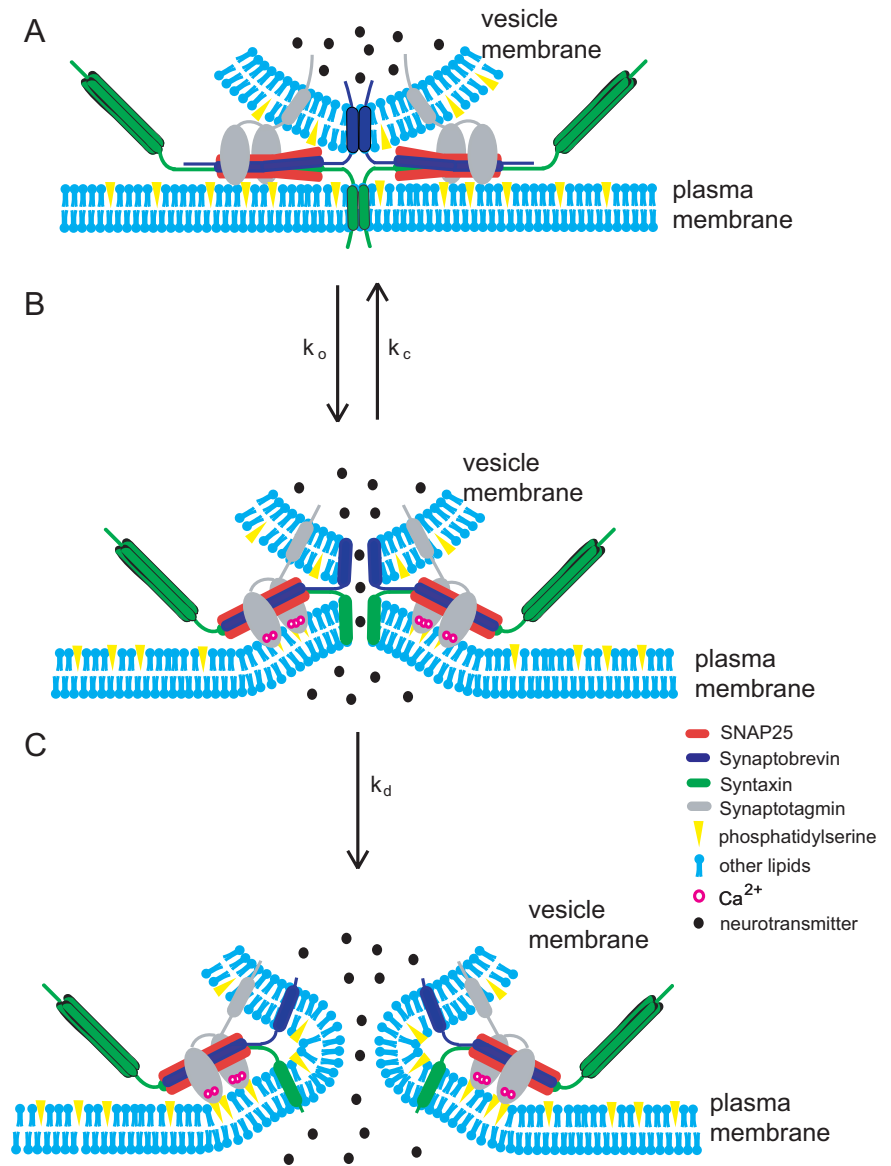 A
vesicle
membrane
plasma
membrane
B
k o
k c
vesicle
membrane
plasma
membrane
C
k d
SNAP25
Synaptobrevin
Syntaxin
Synaptotagmin
phosphatidylserine
other lipids
Ca2+
neurotransmitter
vesicle
membrane
plasma
membrane